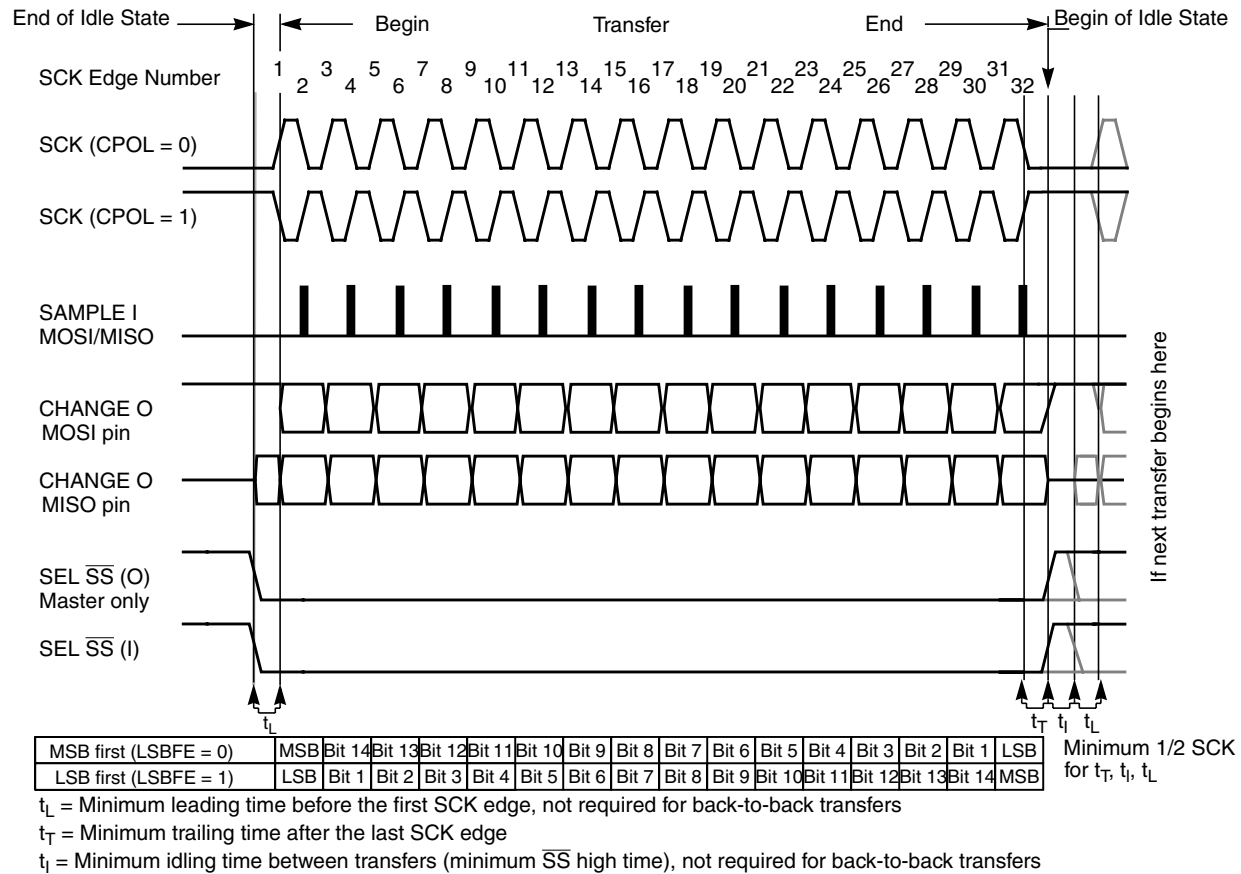 End of Idle State
Begin
Transfer
End
Begin of Idle State
SCK Edge Number
1 3 5 7 9 11 13 15 17 19 21 23 25 27 29 31
2 4 6 8 10 12 14 16 18 20 22 24 26 28 30 32
SCK (CPOL = 0)
SCK (CPOL = 1)
SAMPLE I
MOSI/MISO
CHANGE O
MOSI pin
CHANGE O
MISO pin
SEL SS (O)
Master only
SEL SS (I)
If next transfer begins here
tL
tT tI tL
MSB first (LSBFE = 0) MSB Bit 14 Bit 13 Bit 12 Bit 11 Bit 10 Bit 9 Bit 8 Bit 7 Bit 6 Bit 5 Bit 4 Bit 3 Bit 2 Bit 1 LSB
LSB first (LSBFE = 1) LSB Bit 1 Bit 2 Bit 3 Bit 4 Bit 5 Bit 6 Bit 7 Bit 8 Bit 9 Bit 10 Bit 11 Bit 12 Bit 13 Bit 14 MSB
Minimum 1/2 SCK
for tT, tI, tL
tL = Minimum leading time before the first SCK edge, not required for back-to-back transfers
tT = Minimum trailing time after the last SCK edge
tI = Minimum idling time between transfers (minimum SS high time), not required for back-to-back transfers